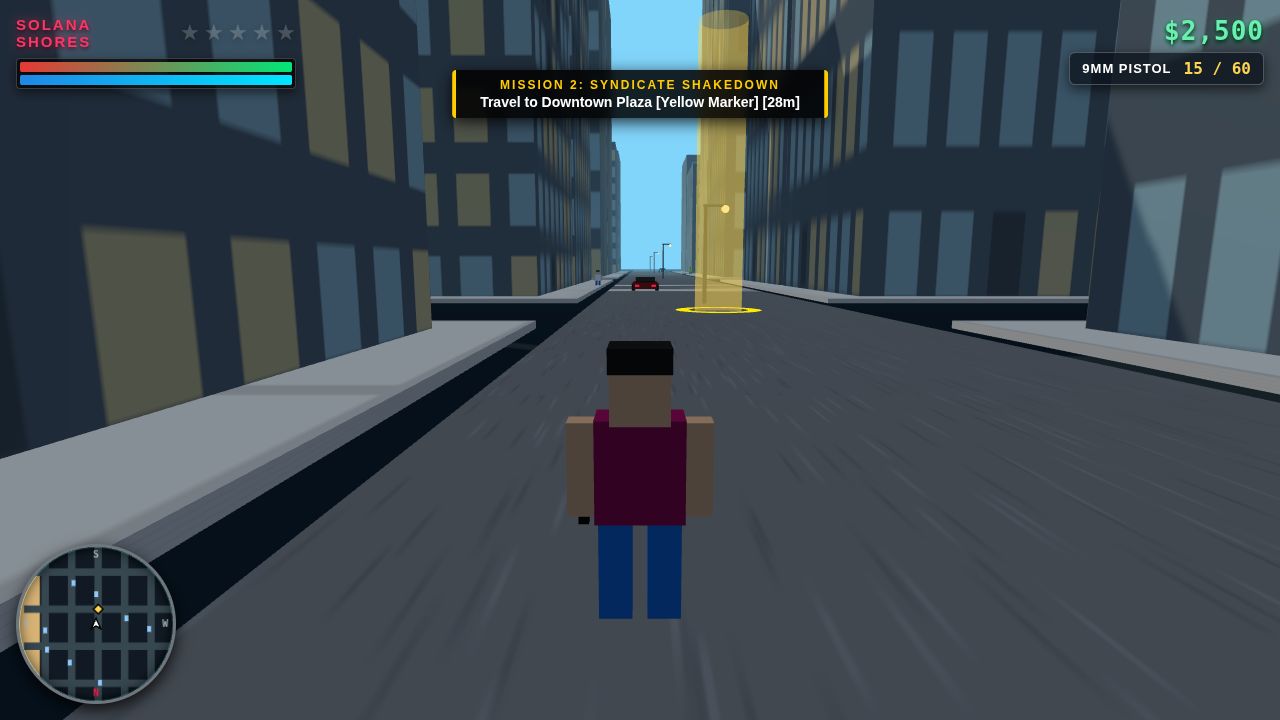 SOLANA
SHORES
★★★★★
$2,500
9MM PISTOL 15 / 60
MISSION 2: SYNDICATE SHAKEDOWN
Travel to Downtown Plaza [Yellow Marker] [28m]
S
W
N